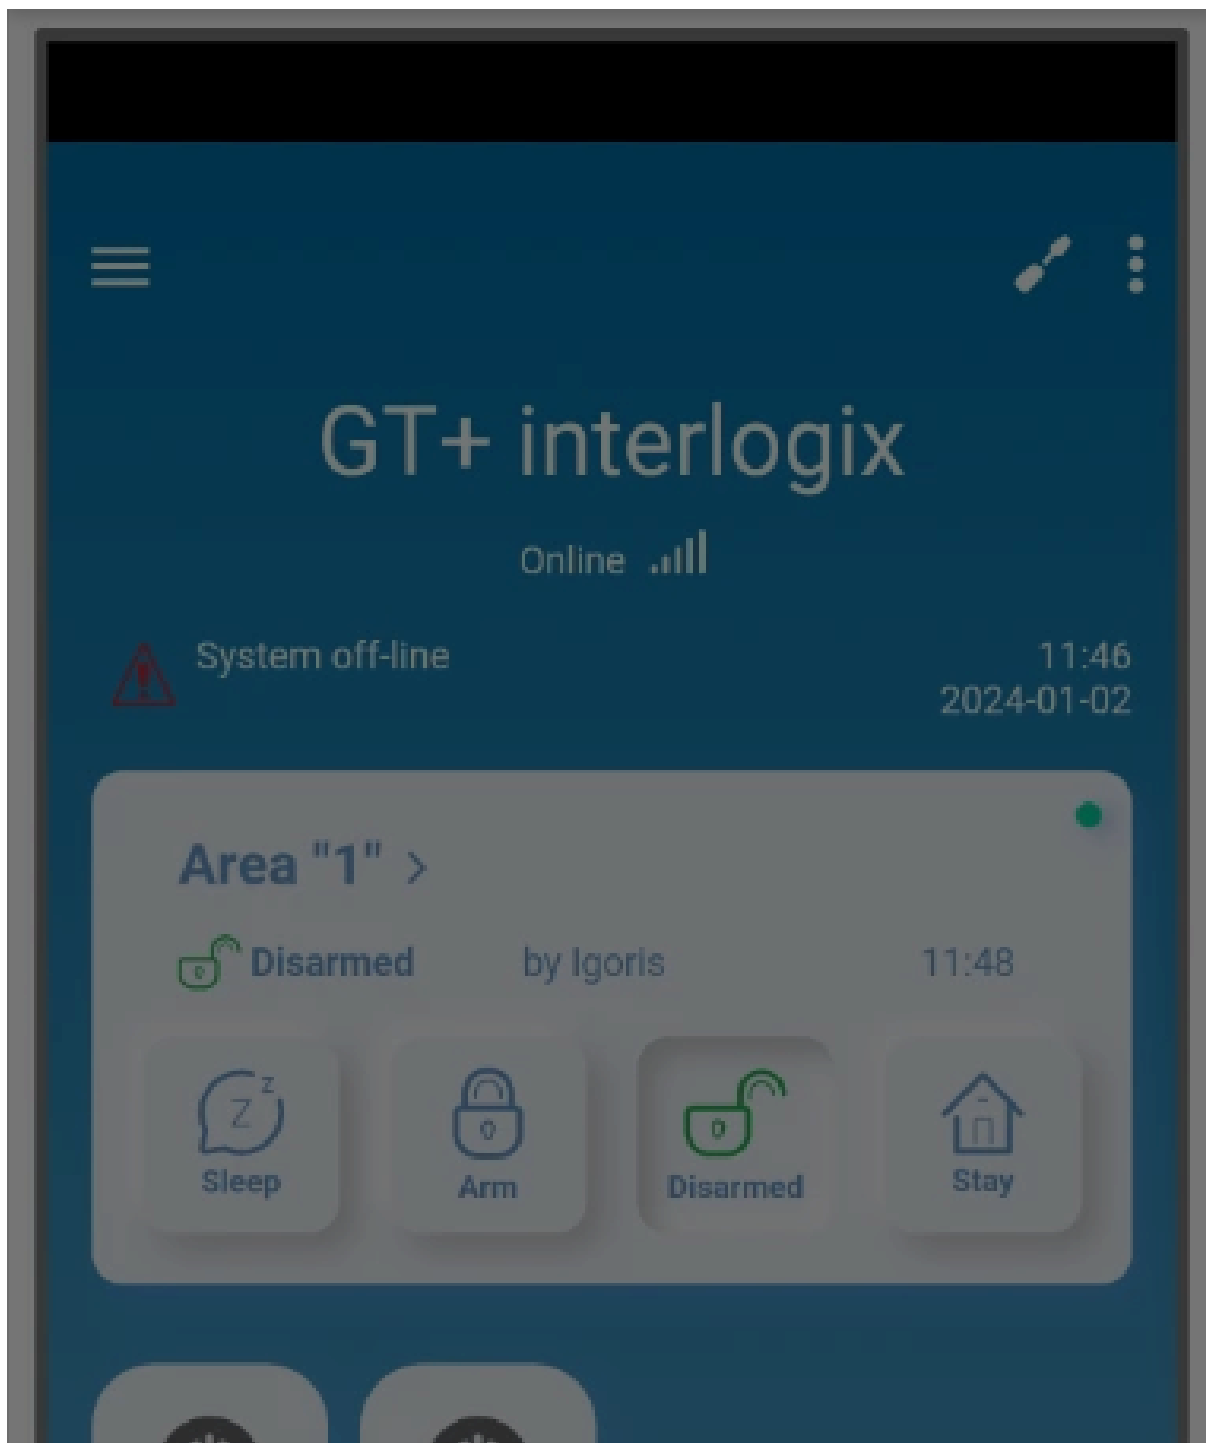 GT+ interlogix
Online
System off-line 11:46
2024-01-02
Area "1" >
Disarmed by Igoris 11:48
Z z
Sleep Arm Disarmed Stay